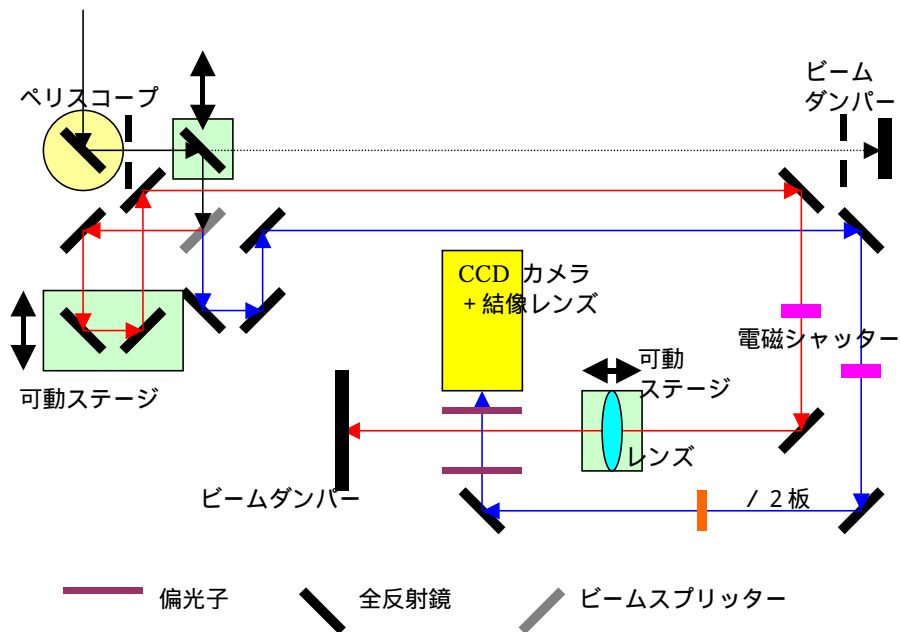 ペリスコープ
ビーム
ダンパー
CCD カメラ
+結像レンズ
電磁シャッター
可動
ステージ
可動ステージ
レンズ
ビームダンパー
/ 2板
偏光子
全反射鏡
ビームスプリッター